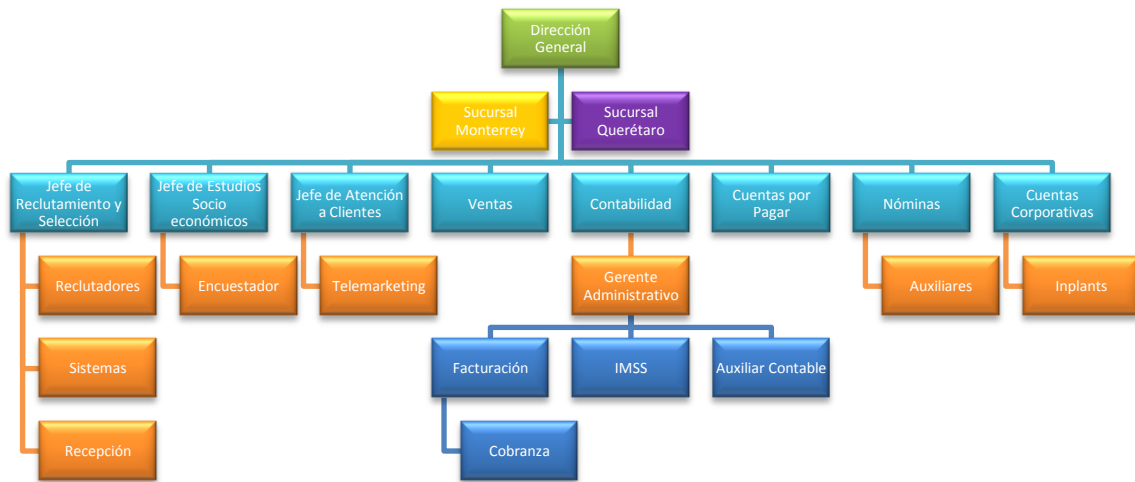 Dirección
General
Sucursal
Monterrey
Sucursal
Querétaro
Jefe de
Reclutamiento y
Selección
Jefe de Estudios
Socio
económicos
Jefe de Atención
a Clientes
Ventas
Contabilidad
Cuentas por
Pagar
Nóminas
Cuentas
Corporativas
Reclutadores
Encuestador
Telemarketing
Gerente
Administrativo
Auxiliares
Inplants
Sistemas
Facturación
IMSS
Auxiliar Contable
Recepción
Cobranza